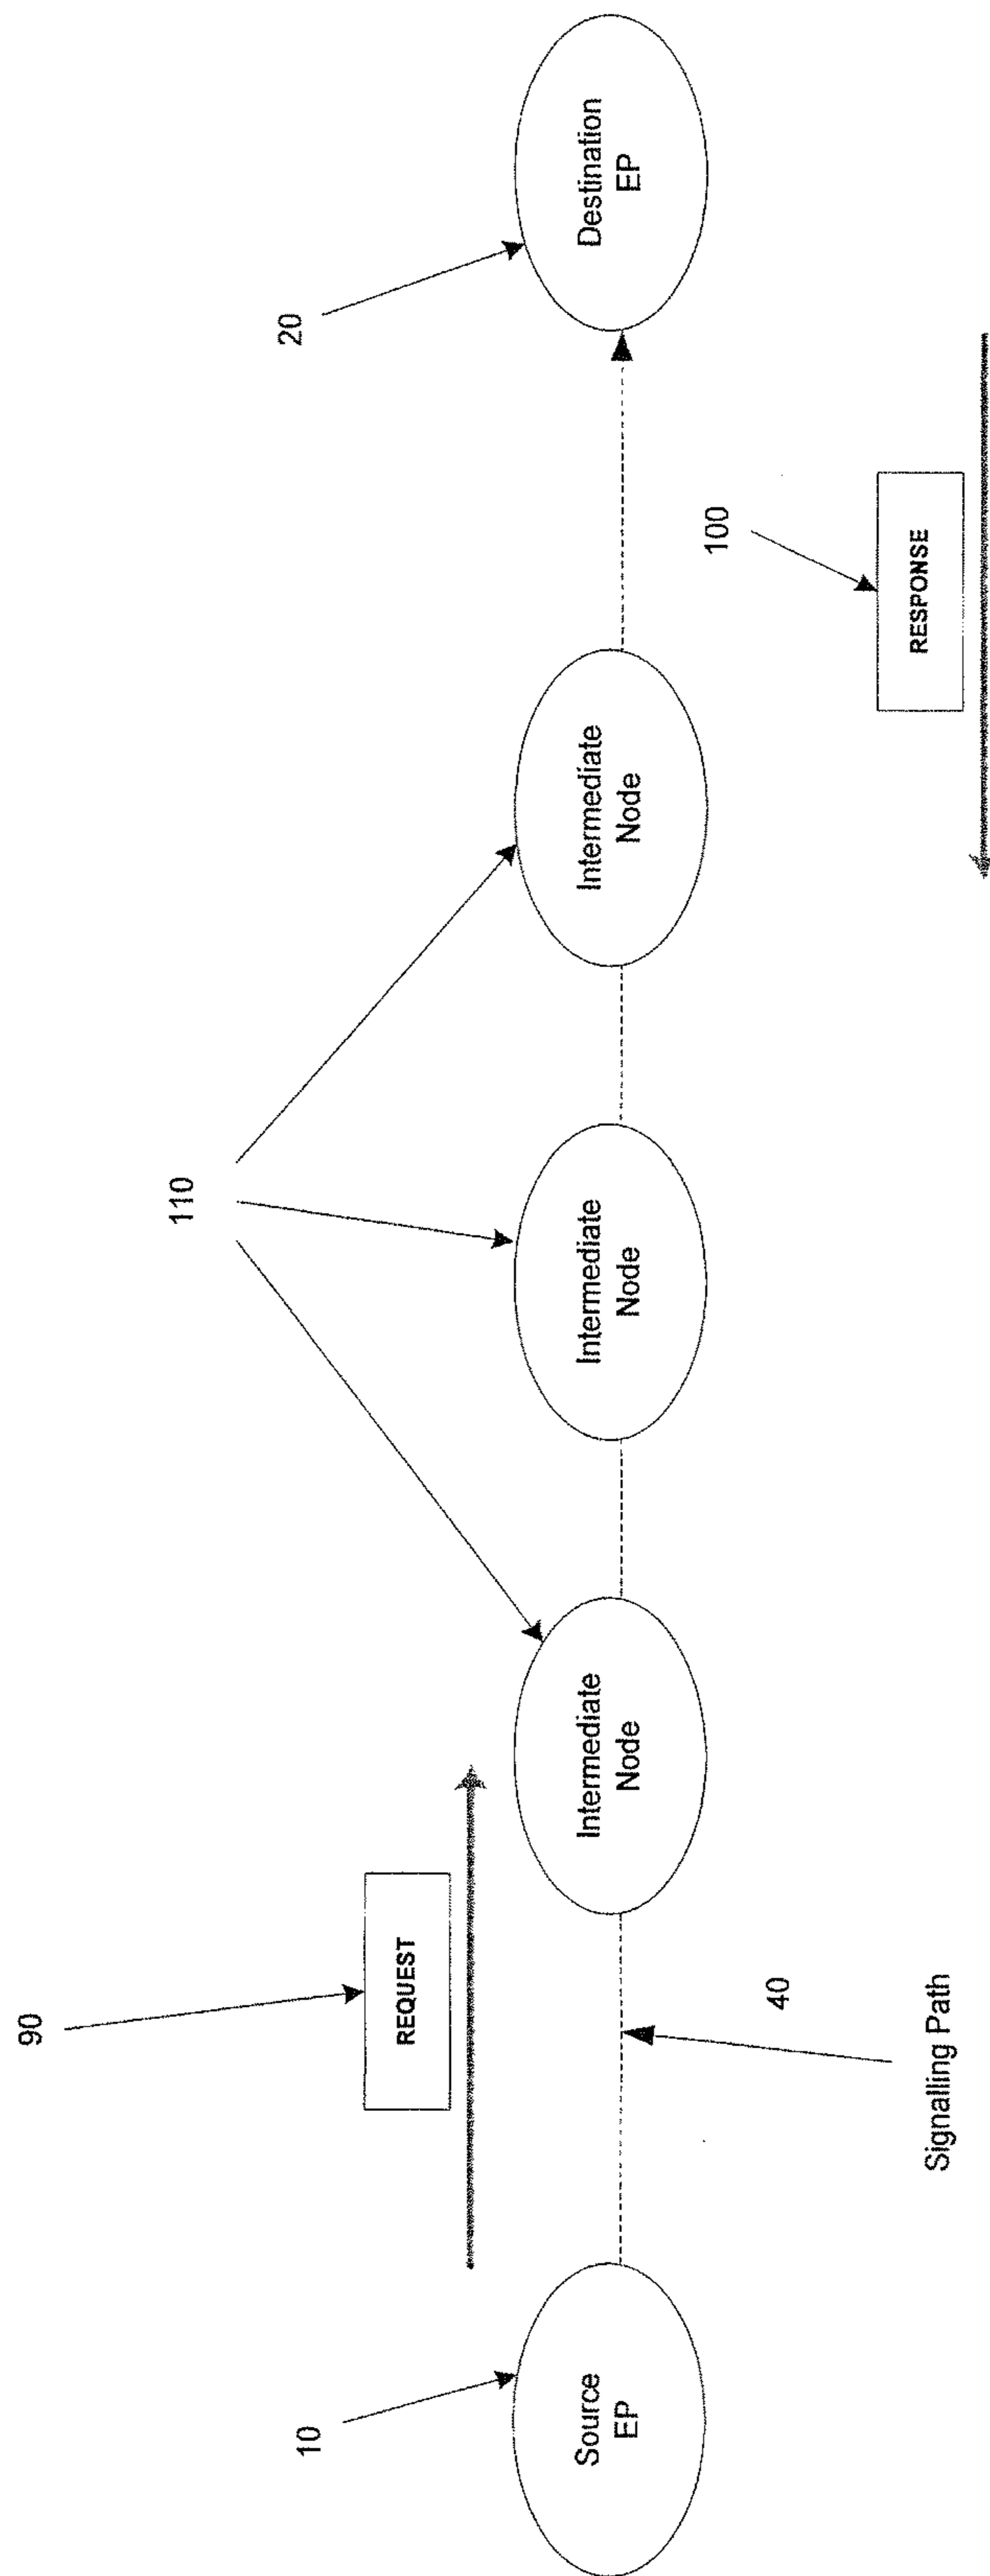 90
REQUEST
10
Source
EP
40
Signalling Path
110
Intermediate
Node
Intermediate
Node
Intermediate
Node
20
Destination
EP
100
RESPONSE